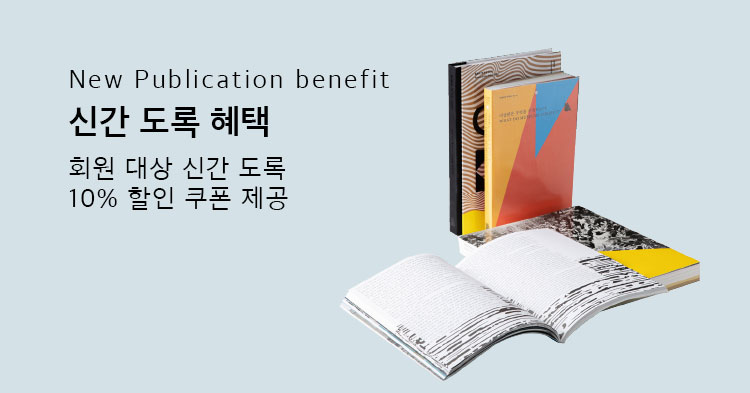 New Publication benefit
신간 도록 혜택
회원 대상 신간 도록
10% 할인 쿠폰 제공